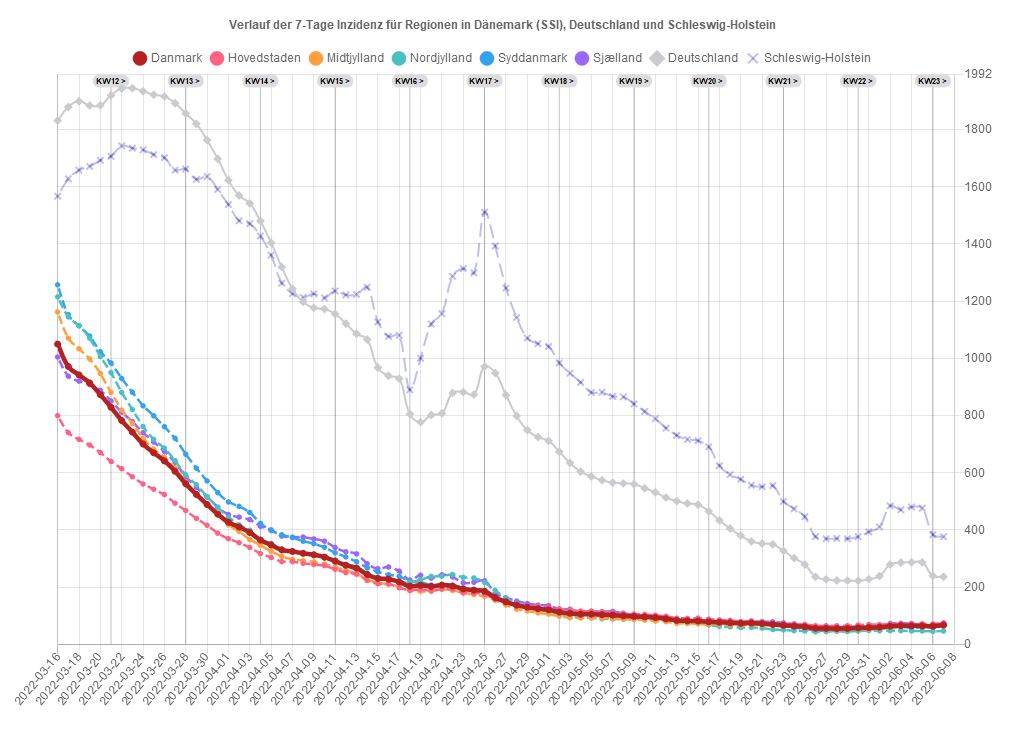 Verlauf der 7-Tage Inzidenz für Regionen in Dänemark (SSI), Deutschland und Schleswig-Holstein
Danmark Hovedstaden Midtjylland Nordjylland Syddanmark Sjælland Deutschland Schleswig-Holstein
KW12 > KW13 > KW14 > KW15 > KW16 > KW17 > KW18 > KW19 > KW20 > KW21 > KW22 > KW23 >
1992
1800
1600
1400
1200
1000
800
600
400
200
0
2022-03-16 2022-03-18 2022-03-20 2022-03-22 2022-03-24 2022-03-26 2022-03-28 2022-03-30 2022-04-01 2022-04-03 2022-04-05 2022-04-07 2022-04-09 2022-04-11 2022-04-13 2022-04-15 2022-04-17 2022-04-19 2022-04-21 2022-04-23 2022-04-25 2022-04-27 2022-04-29 2022-05-01 2022-05-03 2022-05-05 2022-05-07 2022-05-09 2022-05-11 2022-05-13 2022-05-15 2022-05-17 2022-05-19 2022-05-21 2022-05-23 2022-05-25 2022-05-27 2022-05-29 2022-05-31 2022-06-02 2022-06-04 2022-06-06 2022-06-08